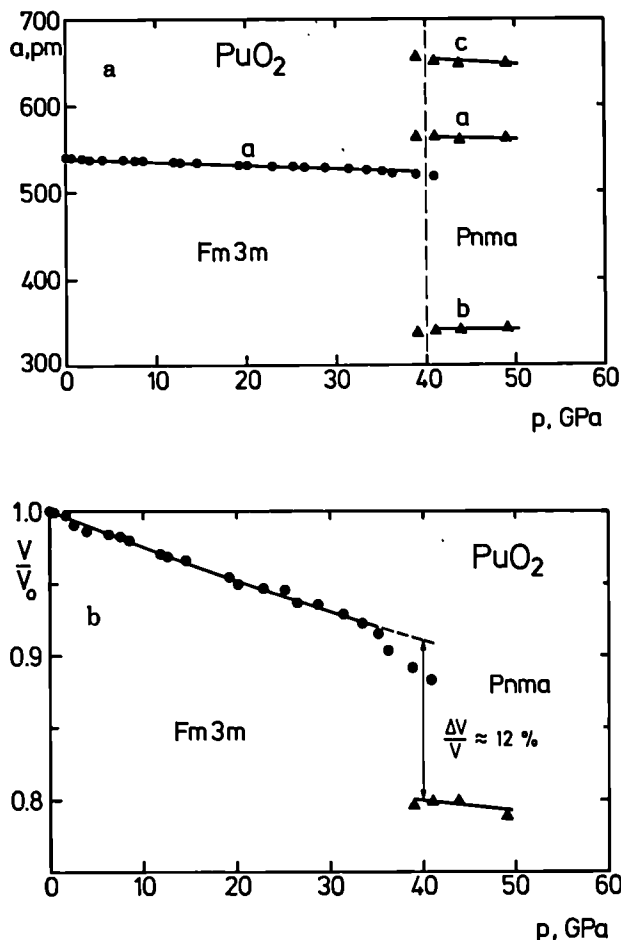 700
a,pm
a
PuO₂
c
600
a
a
500
Fm3m
Pnma
400
b
300
0 10 20 30 40 50 60
p, GPa
1.0
V
V₀
PuO₂
b
0.9
Pnma
Fm3m
ΔV
V ≈ 12 %
0.8
0 10 20 30 40 50 60
p, GPa